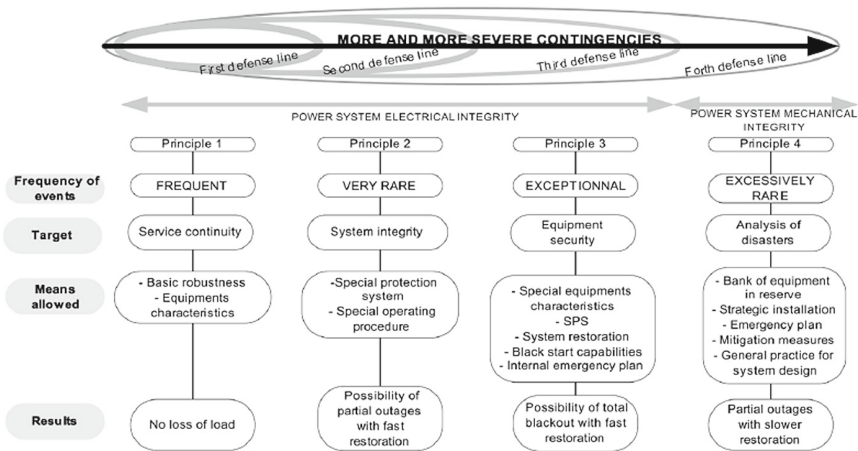 MORE AND MORE SEVERE CONTINGENCIES
First defense line
Second defense line
Third defense line
Forth defense line
POWER SYSTEM ELECTRICAL INTEGRITY
POWER SYSTEM MECHANICAL
INTEGRITY
Principle 1
Principle 2
Principle 3
Principle 4
Frequency of
events
FREQUENT
VERY RARE
EXCEPTIONNAL
EXCESSIVELY
RARE
Target
Service continuity
System integrity
Equipment
security
Analysis of
disasters
Means
allowed
- Basic robustness
- Equipments
characteristics
-Special protection
system
- Special operating
procedure
- Special equipments
characteristics
- SPS
- System restoration
- Black start capabilities
- Internal emergency plan
- Bank of equipment
in reserve
- Strategic installation
- Emergency plan
- Mitigation measures
- General practice for
system design
Results
No loss of load
Possibility of
partial outages
with fast
restoration
Possibility of total
blackout with fast
restoration
Partial outages
with slower
restoration